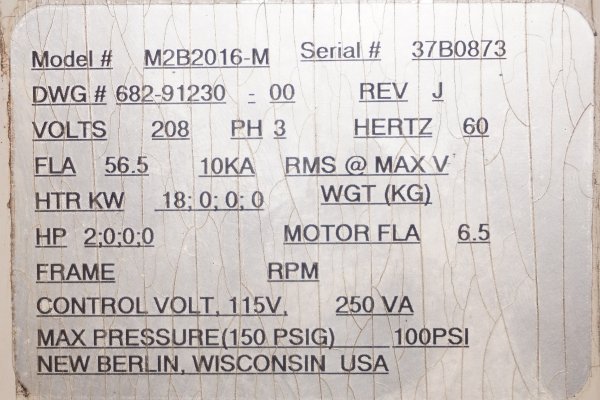 Model # M2B2016-M Serial # 37B0873
DWG # 682-91230 - 00 REV J
VOLTS 208 PH 3 HERTZ 60
FLA 56.5 10KA RMS @ MAX V
HTR KW 18; 0; 0; 0 WGT (KG)
HP 2;0;0;0 MOTOR FLA 6.5
FRAME RPM
CONTROL VOLT, 115V, 250 VA
MAX PRESSURE(150 PSIG) 100PSI
NEW BERLIN, WISCONSIN USA